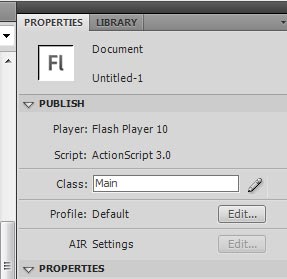 PROPERTIES LIBRARY
Fl
Document
Untitled-1
PUBLISH
Player: Flash Player 10
Script: ActionScript 3.0
Class: Main
Profile: Default Edit...
AIR Settings Edit...
PROPERTIES